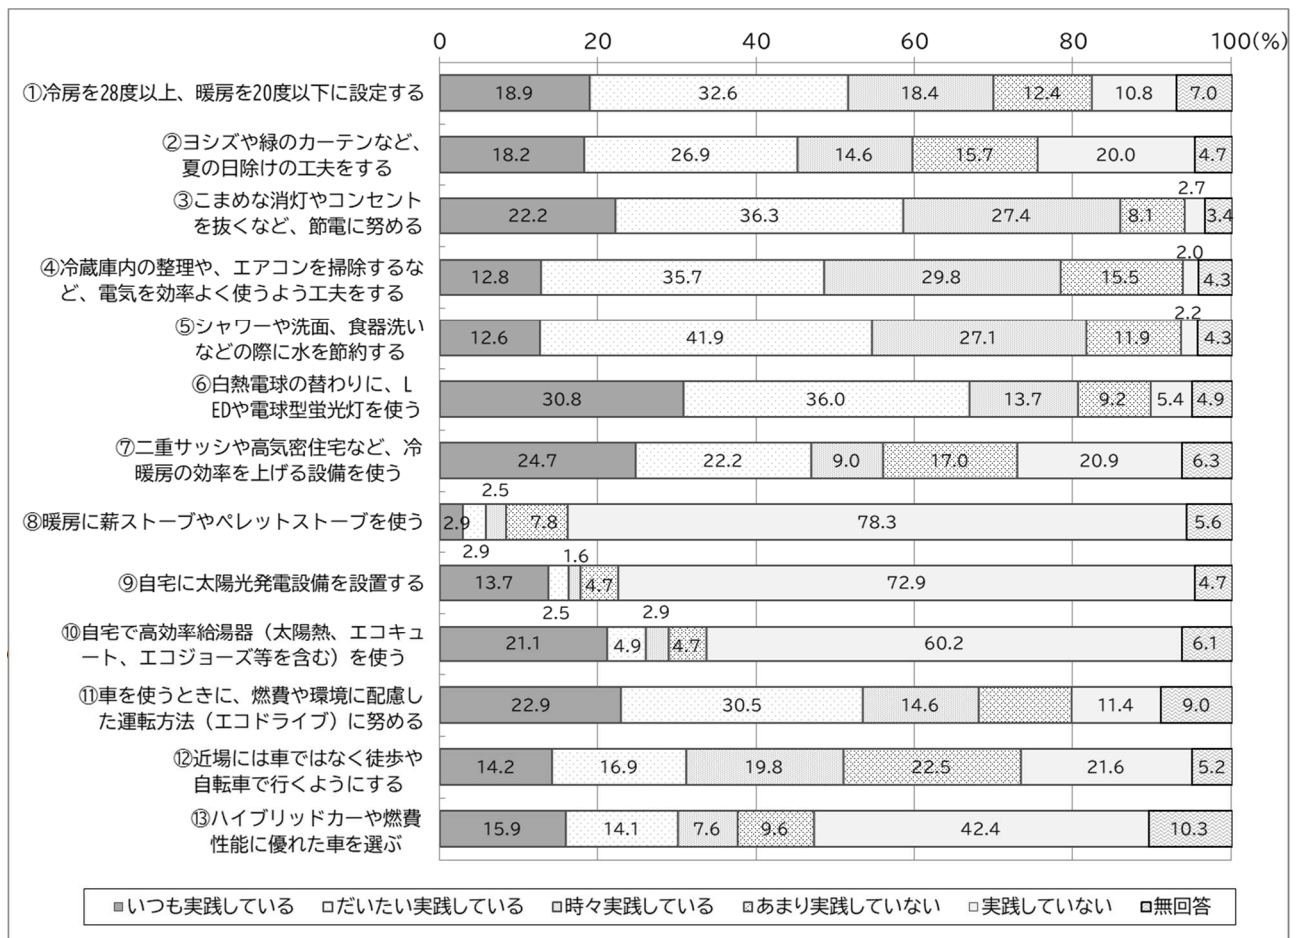 0 20 40 60 80 100(%)
①冷房を28度以上、暖房を20度以下に設定する 18.9 32.6 18.4 12.4 10.8 7.0
②ヨシズや緑のカーテンなど、
夏の日除けの工夫をする 18.2 26.9 14.6 15.7 20.0 4.7
③こまめな消灯やコンセント
を抜くなど、節電に努める 22.2 36.3 27.4 8.1 2.7 3.4
④冷蔵庫内の整理や、エアコンを掃除するな
ど、電気を効率よく使うよう工夫をする 12.8 35.7 29.8 15.5 2.0 4.3
⑤シャワーや洗面、食器洗い
などの際に水を節約する 12.6 41.9 27.1 11.9 2.2 4.3
⑥白熱電球の替わりに、L
EDや電球型蛍光灯を使う 30.8 36.0 13.7 9.2 5.4 4.9
⑦二重サッシや高気密住宅など、冷
暖房の効率を上げる設備を使う 24.7 22.2 9.0 17.0 20.9 6.3
⑧暖房に薪ストーブやペレットストーブを使う 2.9 2.9 2.5 7.8 78.3 5.6
⑨自宅に太陽光発電設備を設置する 13.7 2.5 1.6 4.7 72.9 4.7
⑩自宅で高効率給湯器（太陽熱、エコキュ
ート、エコジョーズ等を含む）を使う 21.1 4.9 2.9 4.7 60.2 6.1
⑪車を使うときに、燃費や環境に配慮し
た運転方法（エコドライブ）に努める 22.9 30.5 14.6 11.4 9.0
⑫近場には車ではなく徒歩や
自転車で行くようにする 14.2 16.9 19.8 22.5 21.6 5.2
⑬ハイブリッドカーや燃費
性能に優れた車を選ぶ 15.9 14.1 7.6 9.6 42.4 10.3
いつも実践している だいたい実践している 時々実践している あまり実践していない 実践していない 無回答